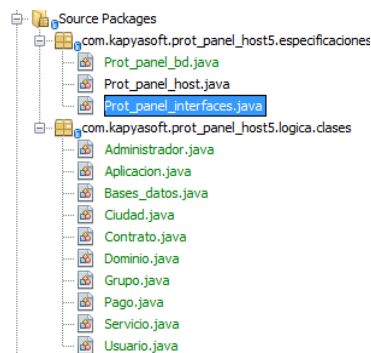 Source Packages
com.kapyasoft.prot_panel_host5.especificaciones
Prot_panel_bd.java
Prot_panel_host.java
Prot_panel_interfaces.java
com.kapyasoft.prot_panel_host5.logica.clases
Administrador.java
Aplicacion.java
Bases_datos.java
Ciudad.java
Contrato.java
Dominio.java
Grupo.java
Pago.java
Servicio.java
Usuario.java